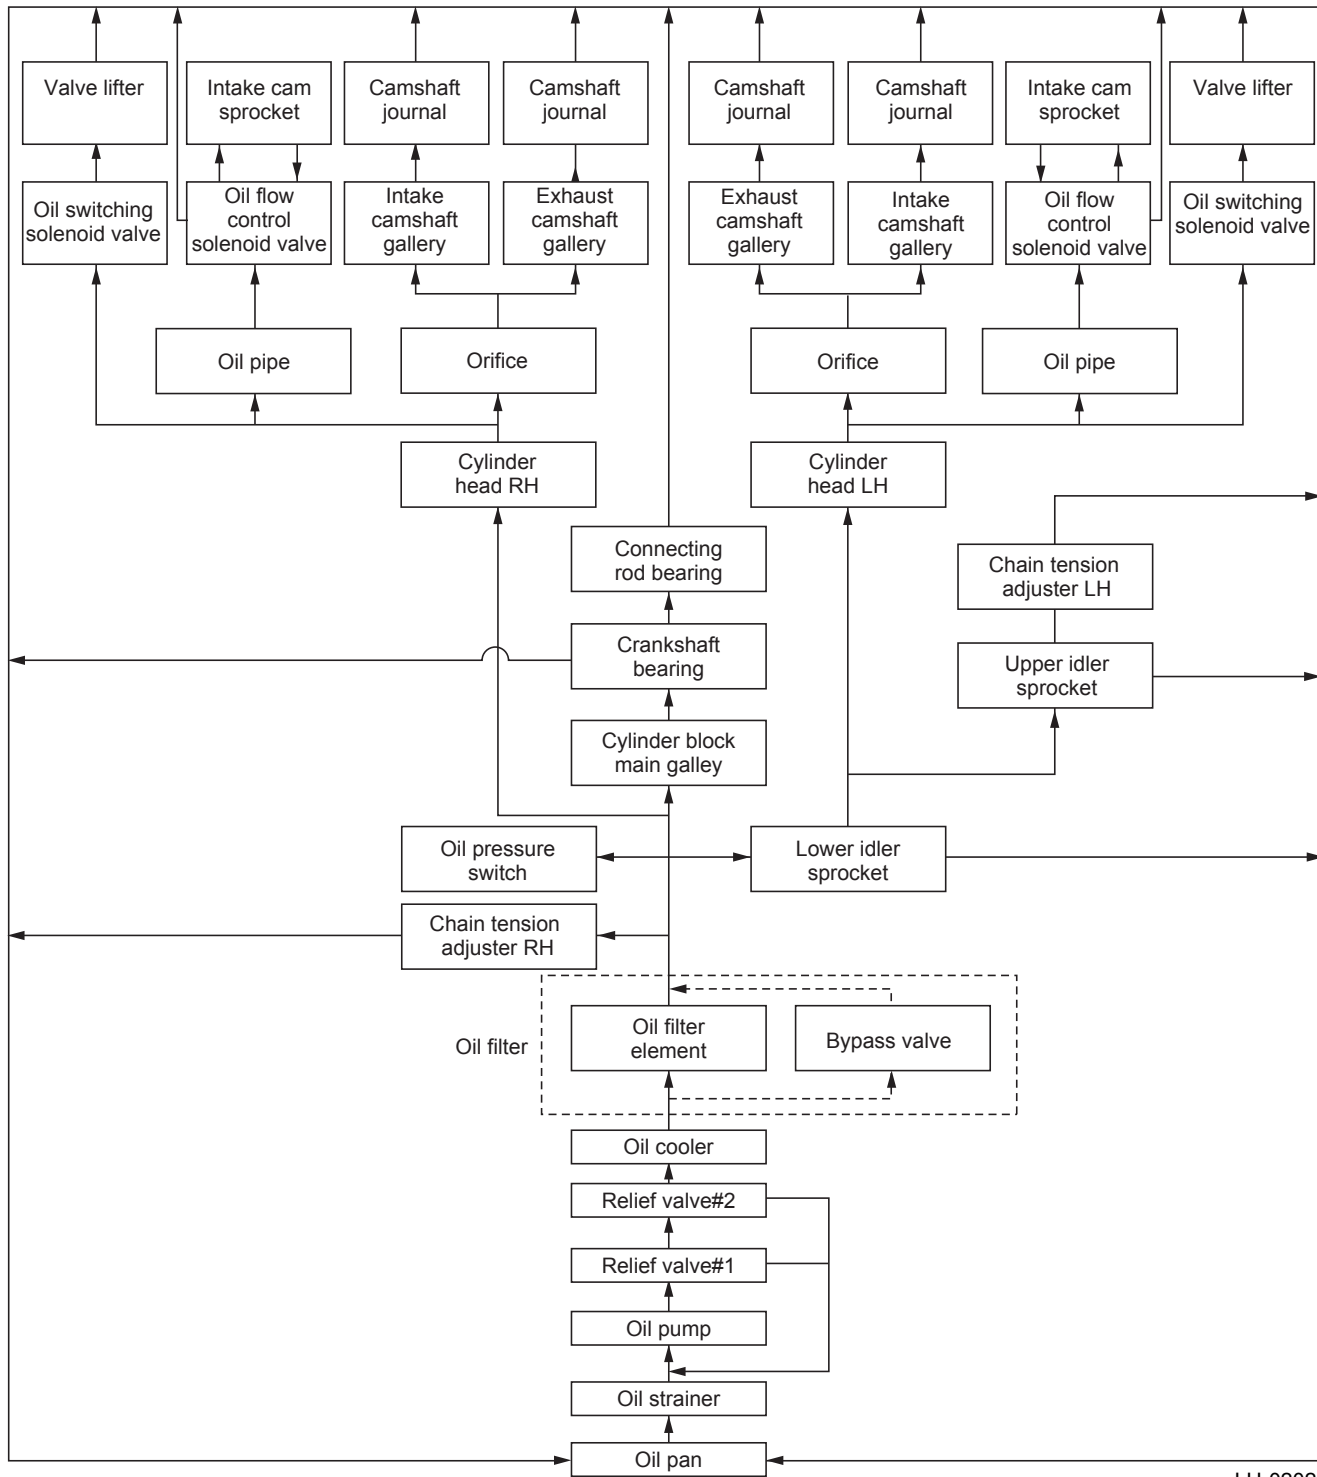 Valve lifter
Intake cam
sprocket
Camshaft
journal
Camshaft
journal
Camshaft
journal
Camshaft
journal
Intake cam
sprocket
Valve lifter
Oil switching
solenoid valve
Oil flow
control
solenoid valve
Intake
camshaft
gallery
Exhaust
camshaft
gallery
Exhaust
camshaft
gallery
Intake
camshaft
gallery
Oil flow
control
solenoid valve
Oil switching
solenoid valve
Oil pipe
Orifice
Orifice
Oil pipe
Cylinder
head RH
Cylinder
head LH
Connecting
rod bearing
Chain tension
adjuster LH
Crankshaft
bearing
Upper idler
sprocket
Cylinder block
main galley
Oil pressure
switch
Lower idler
sprocket
Chain tension
adjuster RH
Oil filter
Oil filter
element
Bypass valve
Oil cooler
Relief valve#2
Relief valve#1
Oil pump
Oil strainer
Oil pan